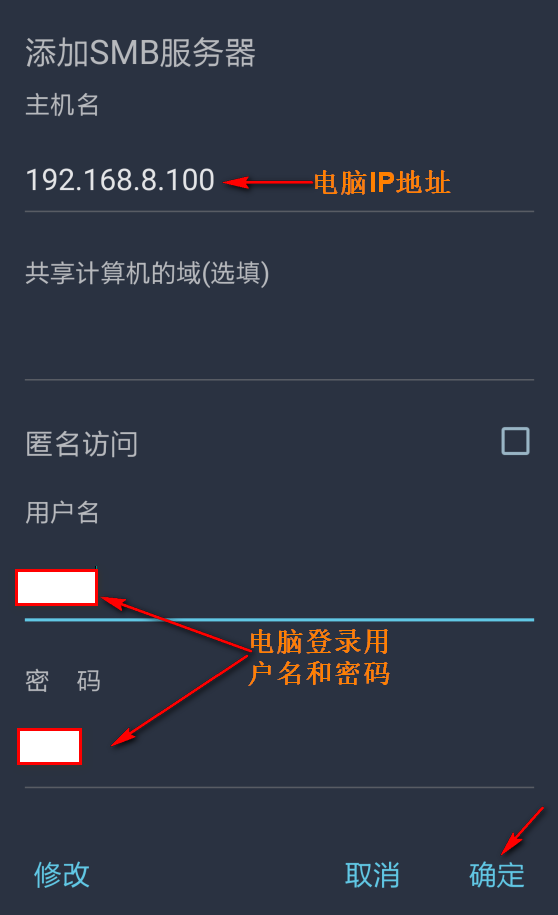 添加SMB服务器
主机名
192.168.8.100
电脑IP地址
共享计算机的域(选填)
匿名访问
用户名
电脑登录用
户名和密码
密 码
修改 取消 确定